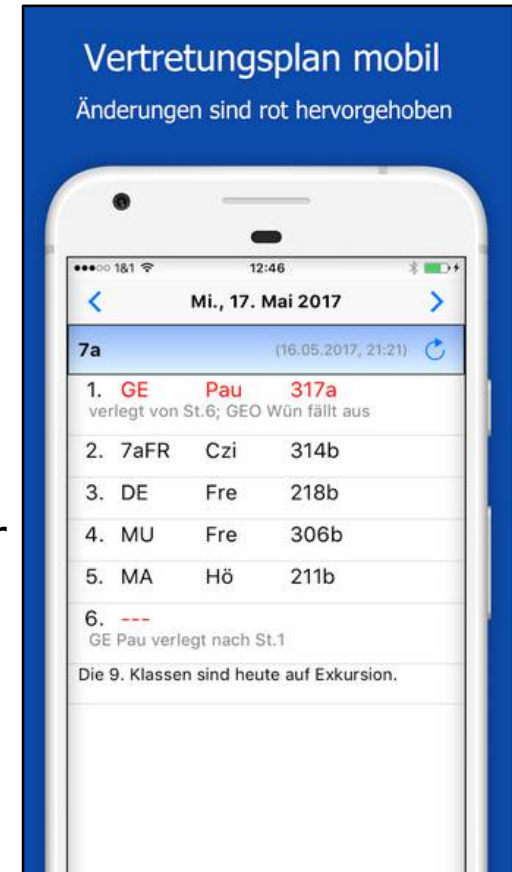 Vertretungsplan mobil
Änderungen sind rot hervorgehoben
1&1 12:46
Mi., 17. Mai 2017
7a (16.05.2017, 21:21)
1. GE Pau 317a
verlegt von St.6; GEO Wün fällt aus
2. 7aFR Czi 314b
3. DE Fre 218b
4. MU Fre 306b
5. MA Hö 211b
6. ---
GE Pau verlegt nach St.1
Die 9. Klassen sind heute auf Exkursion.